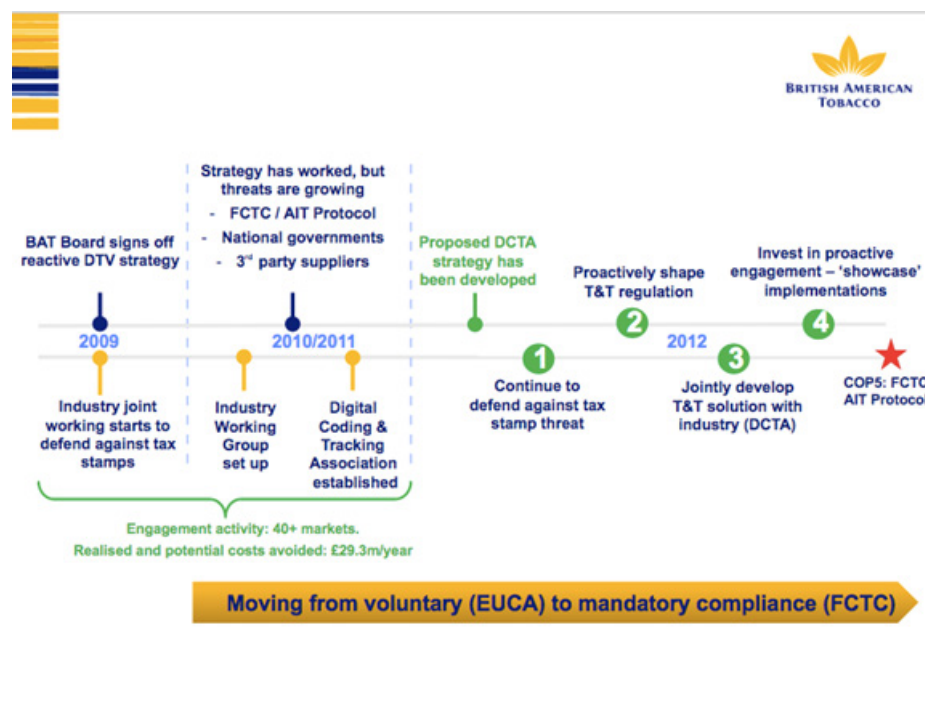 BRITISH AMERICAN
TOBACCO
Strategy has worked, but
threats are growing
- FCTC / AIT Protocol
- National governments
- 3rd party suppliers
BAT Board signs off
reactive DTV strategy
Proposed DCTA
strategy has
been developed
Proactively shape
T&T regulation
Invest in proactive
engagement – ‘showcase’
implementations
2
4
2009
2010/2011
2012
1
3
Industry joint
working starts to
defend against tax
stamps
Industry
Working
Group
set up
Digital
Coding &
Tracking
Association
established
Continue to
defend against tax
stamp threat
Jointly develop
T&T solution with
industry (DCTA)
COP5: FCTC
AIT Protocol
Engagement activity: 40+ markets.
Realised and potential costs avoided: £29.3m/year
Moving from voluntary (EUCA) to mandatory compliance (FCTC)